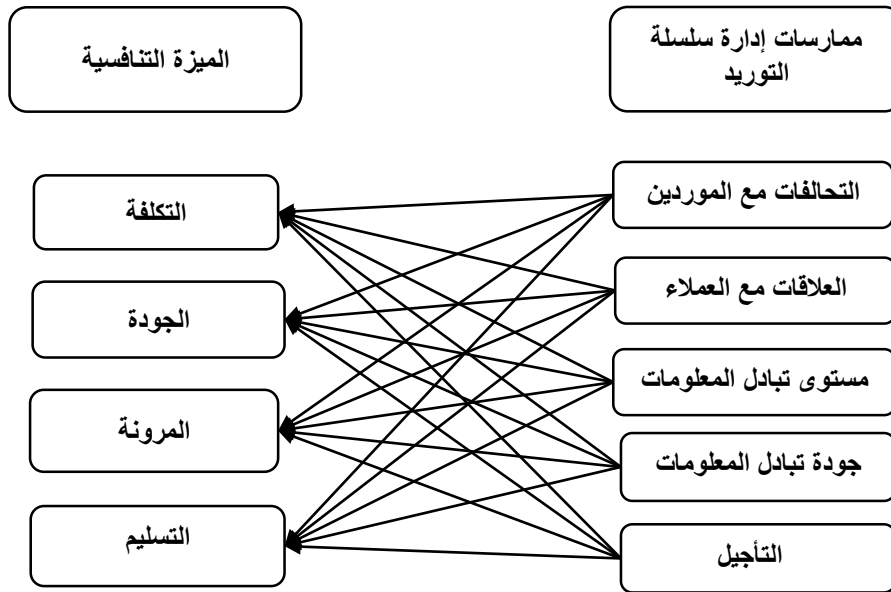 ممارسات إدارة سلسلة
التوريد
الميزة التنافسية
التحالفات مع الموردين
العلاقات مع العملاء
مستوى تبادل المعلومات
جودة تبادل المعلومات
التأجيل
التكلفة
الجودة
المرونة
التسليم